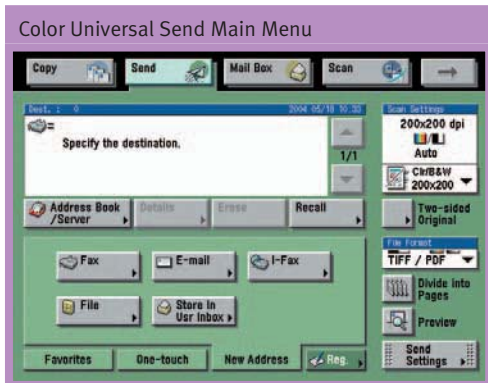 Color Universal Send Main Menu
Copy Send Mail Box Scan
Dest. : 0 2004 05/18 10:33
Specify the destination.
1/1
Address Book
/Server
Details
Erase
Recall
Fax
E-mail
I-Fax
File
Store In
Usr Inbox
Favorites One-touch New Address Reg.
Scan Settings
200x200 dpi
Auto
Clr/B&W
200x200
Two-sided
Original
File Format
TIFF / PDF
Divide Into
Pages
Preview
Send
Settings